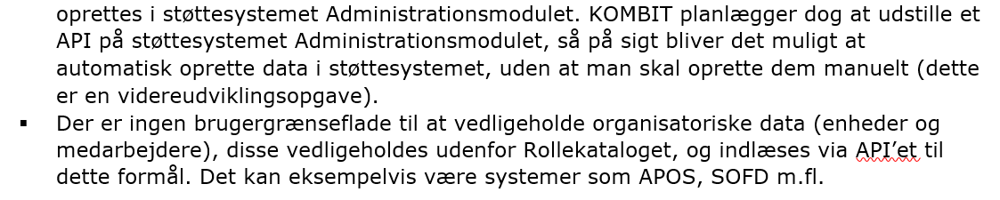 oprettes i støttesystemet Administrationsmodulet. KOMBIT planlægger dog at udstille et
API på støttesystemet Administrationsmodulet, så på sigt bliver det muligt at
automatisk oprette data i støttesystemet, uden at man skal oprette dem manuelt (dette
er en videreudviklingsopgave).
▪ Der er ingen brugergrænseflade til at vedligeholde organisatoriske data (enheder og
medarbejdere), disse vedligeholdes udenfor Rollekataloget, og indlæses via API’et til
dette formål. Det kan eksempelvis være systemer som APOS, SOFD m.fl.